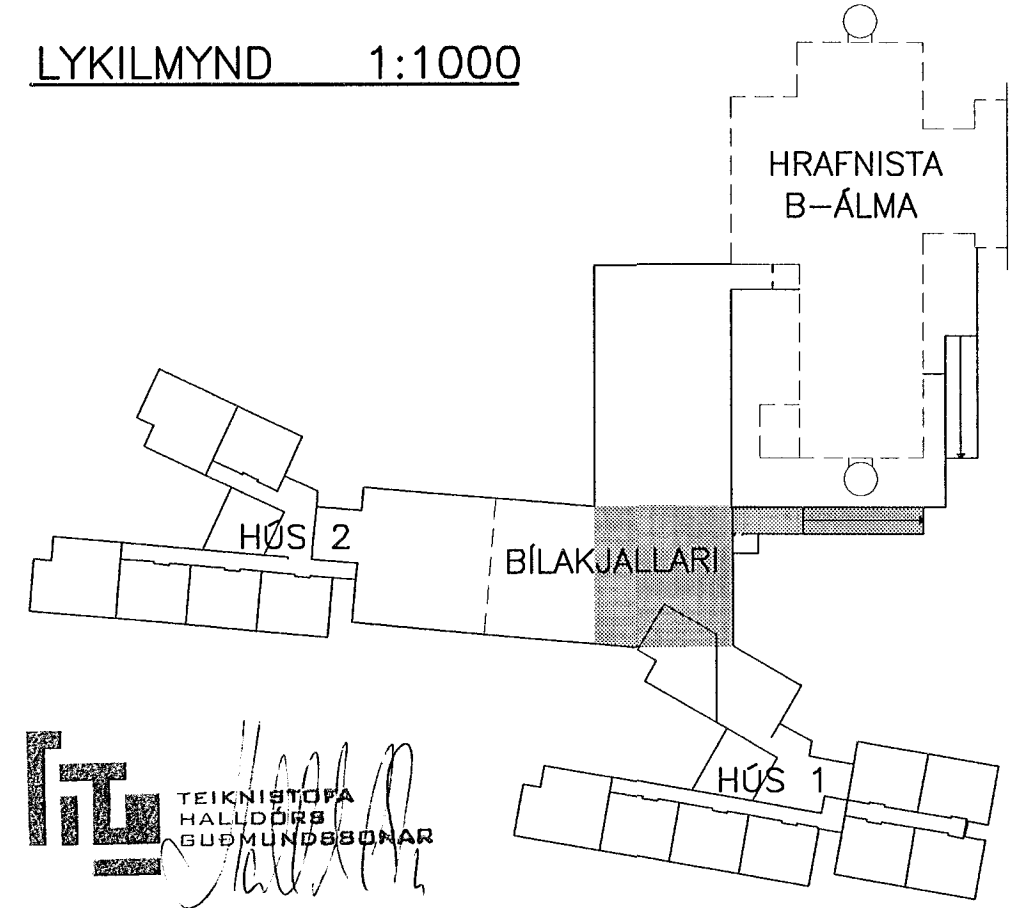 LYKILMYND 1:1000
HRAFNISTA
B-ÁLMA
HÚS 2
BÍLAKJALLARI
HÚS 1
TEIKNISTOFA
HALLDÓRS
GUÐMUNDSSONAR